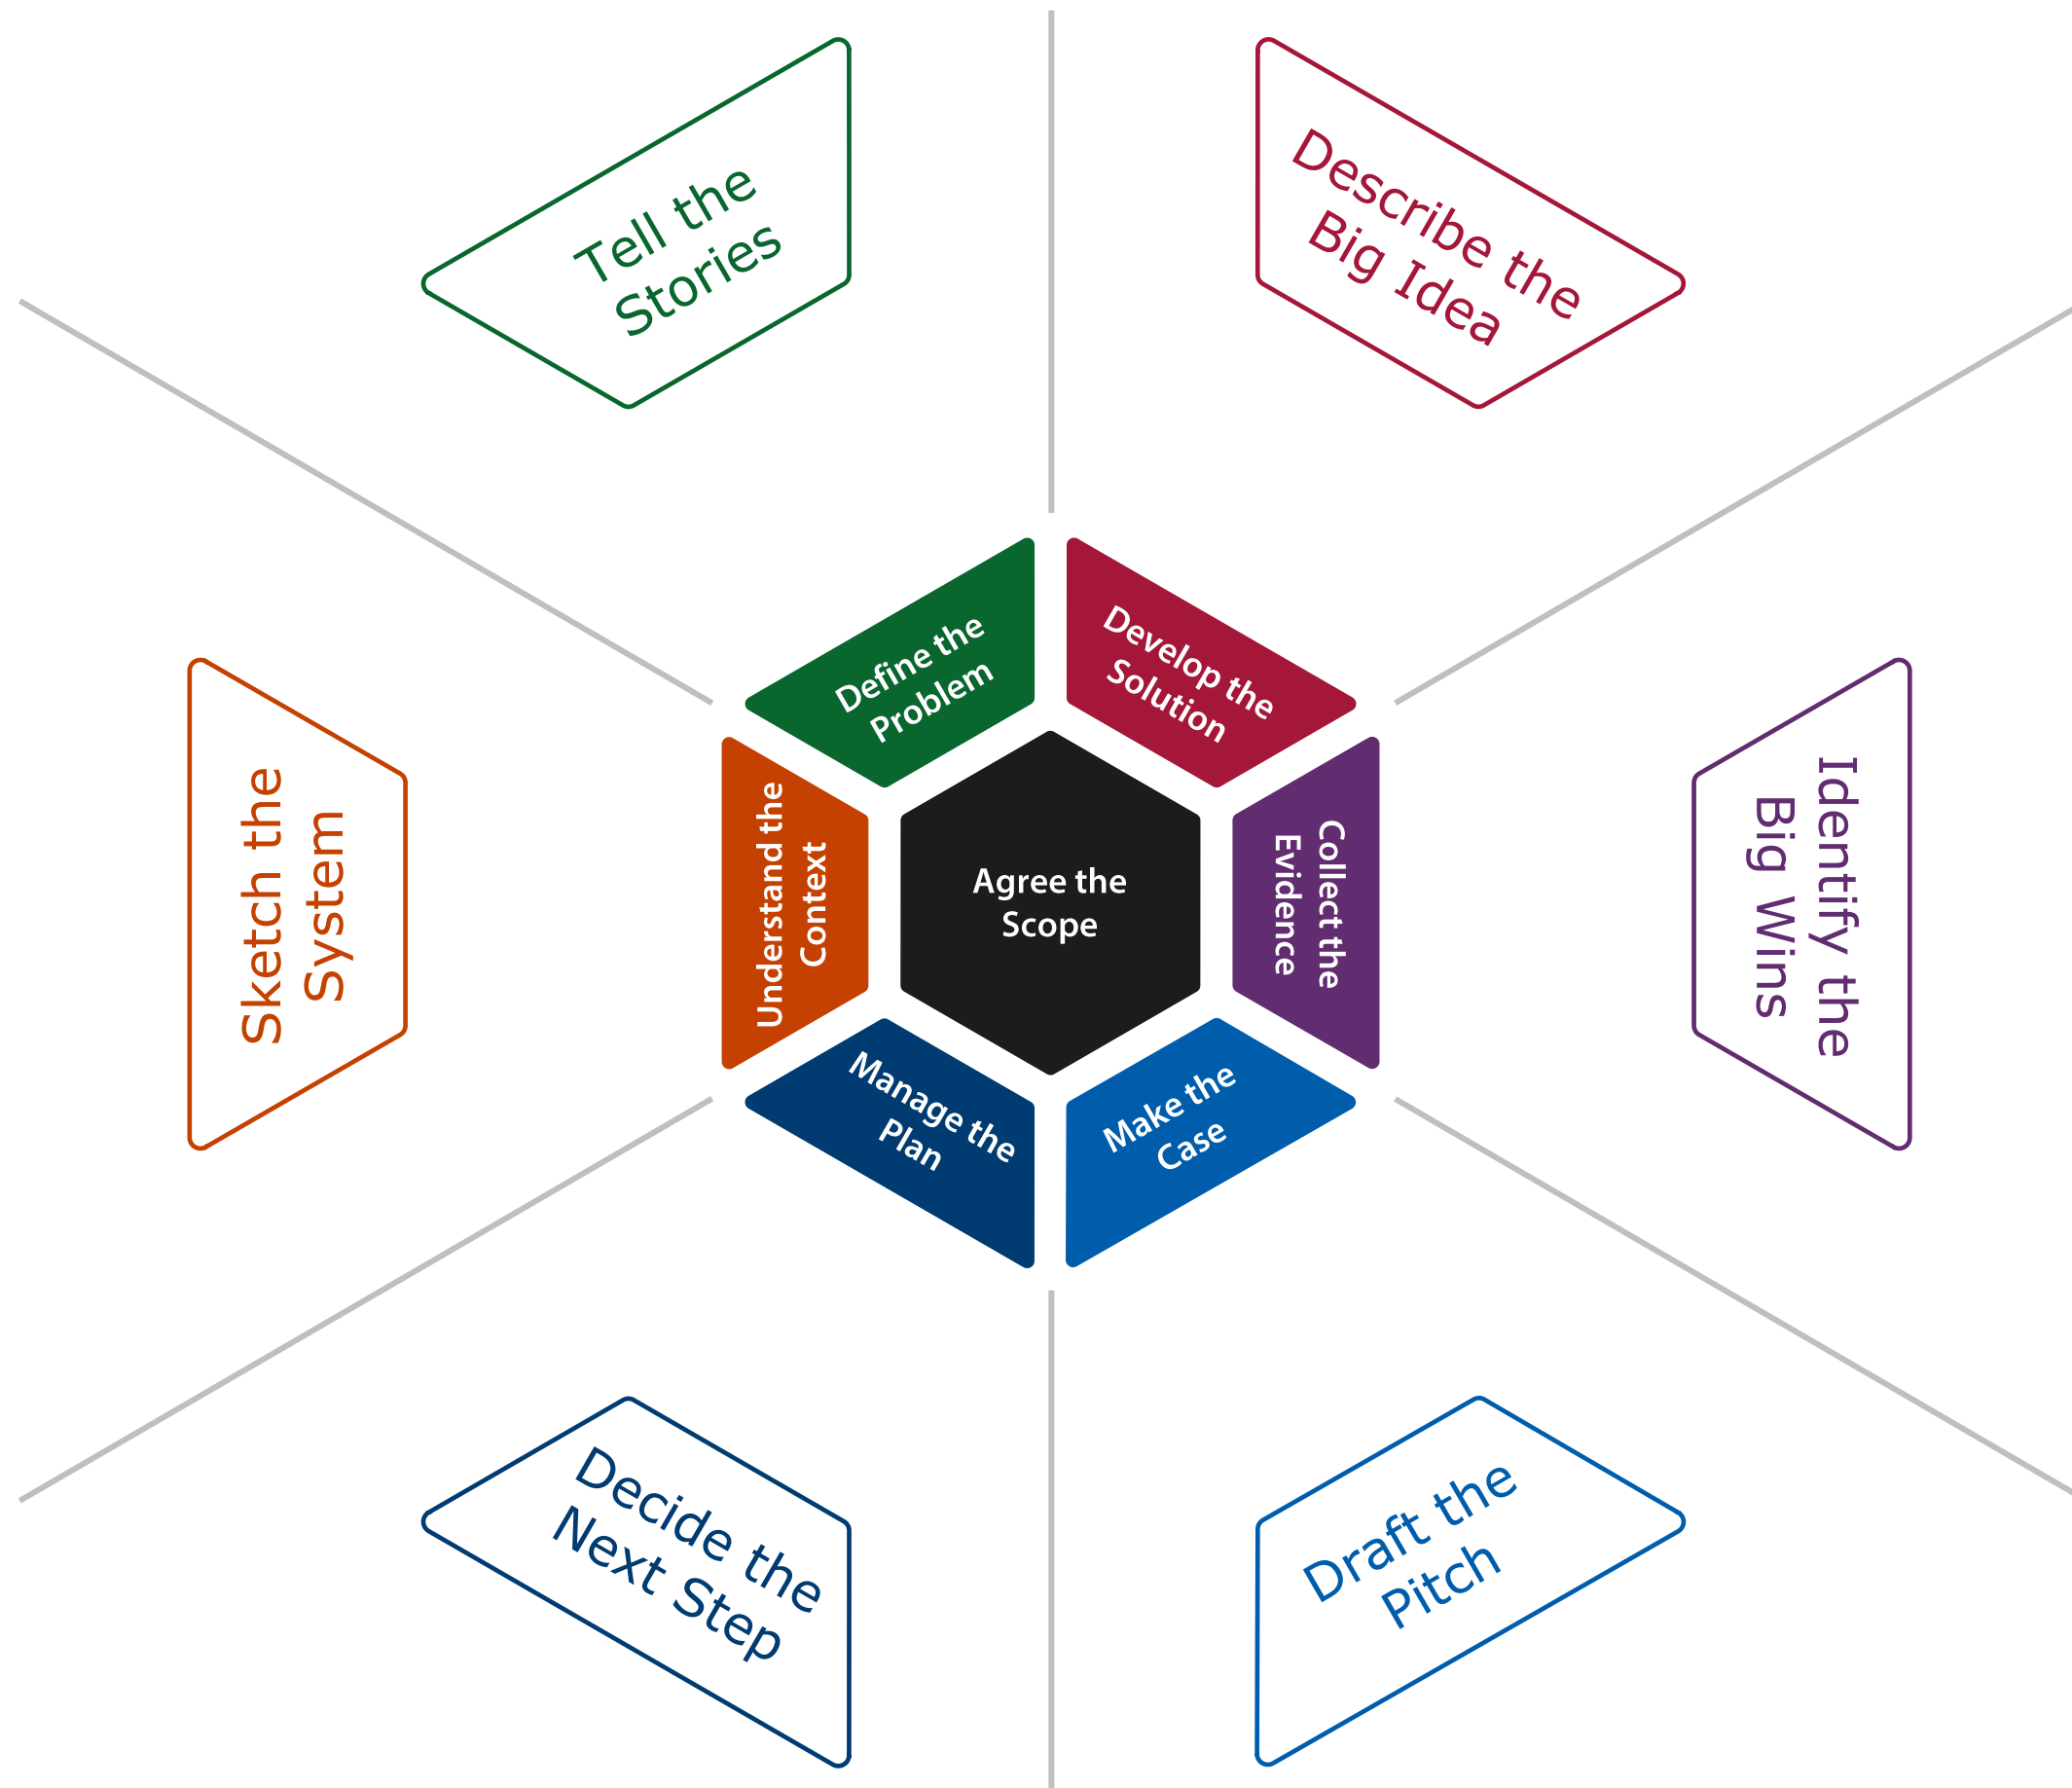 Tell the
Stories
Describe the
Big Idea
Define the
Problem
Develop the
Solution
Sketch the
System
Understand the
Context
Agree the
Scope
Collect the
Evidence
Identify the
Big Wins
Manage the
Plan
Make the
Case
Decide the
Next Step
Draft the
Pitch